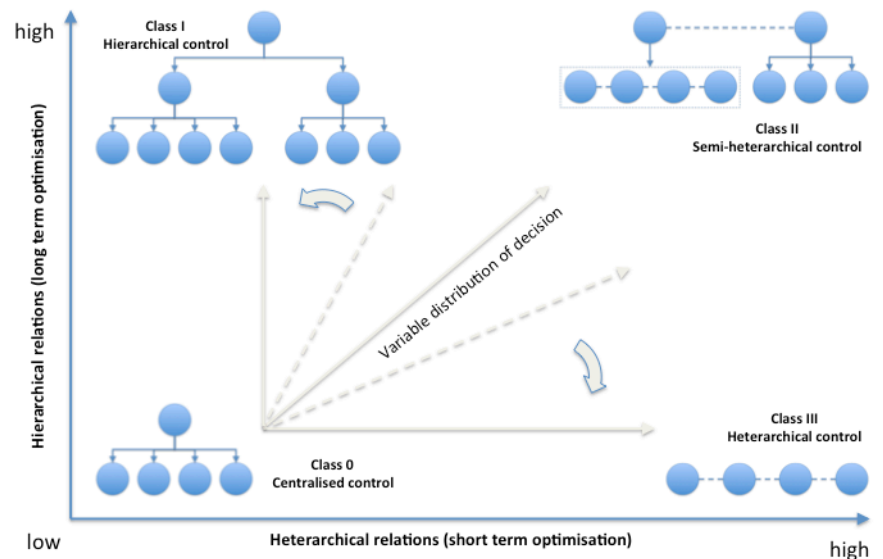 high
Class I
Hierarchical control
Class II
Semi-heterarchical control
Hierarchical relations (long term optimisation)
Variable distribution of decision
Class III
Heterarchical control
Class 0
Centralised control
low
Heterarchical relations (short term optimisation)
high